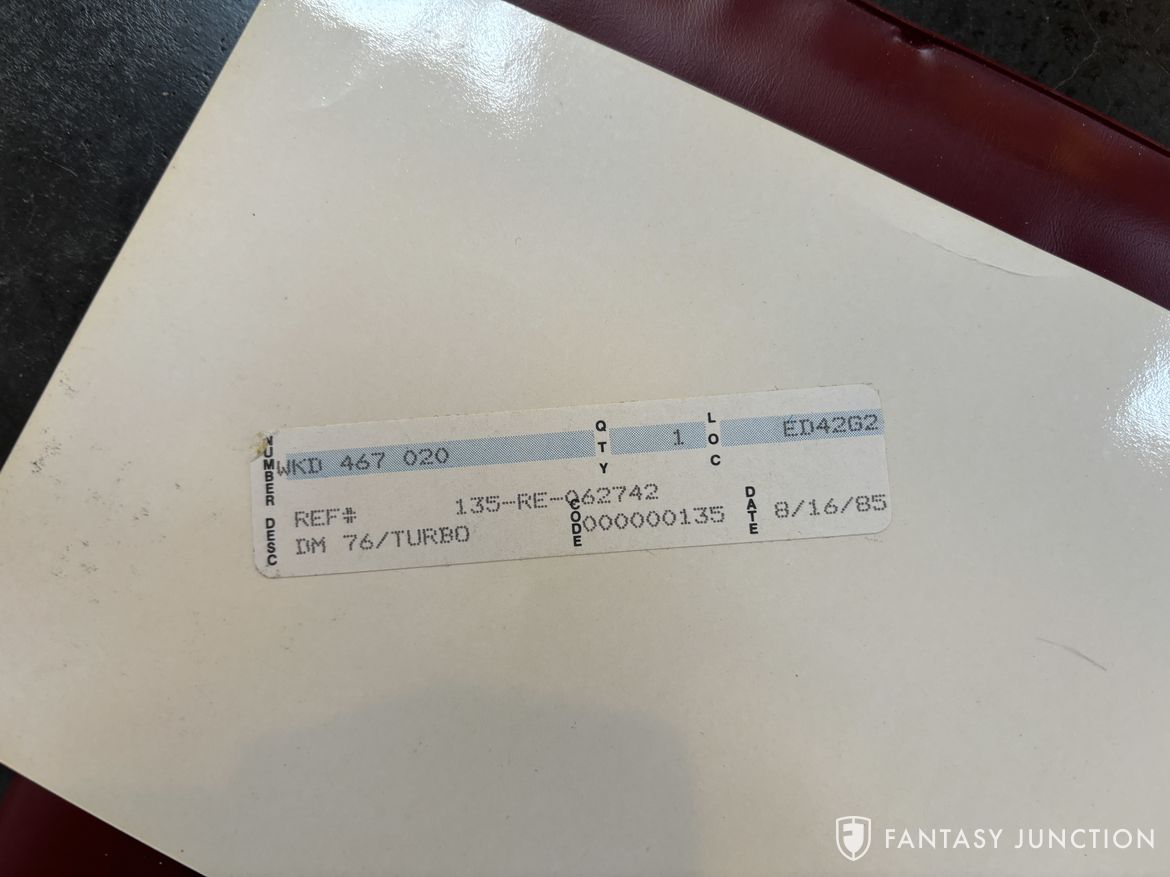 NUMBER WKD 467 020 QTY 1 LOC ED42G2
REF# 135-RE-062742
DESC DM 76/TURBO CODE 000000135 DATE 8/16/85
FANTASY JUNCTION